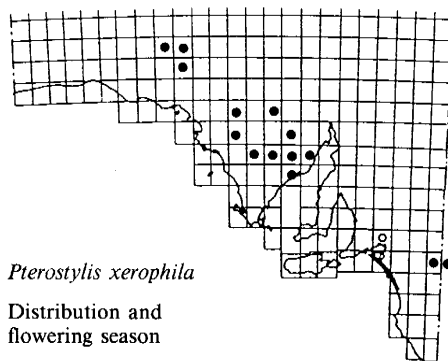 Pterostylis xerophila
Distribution and
flowering season